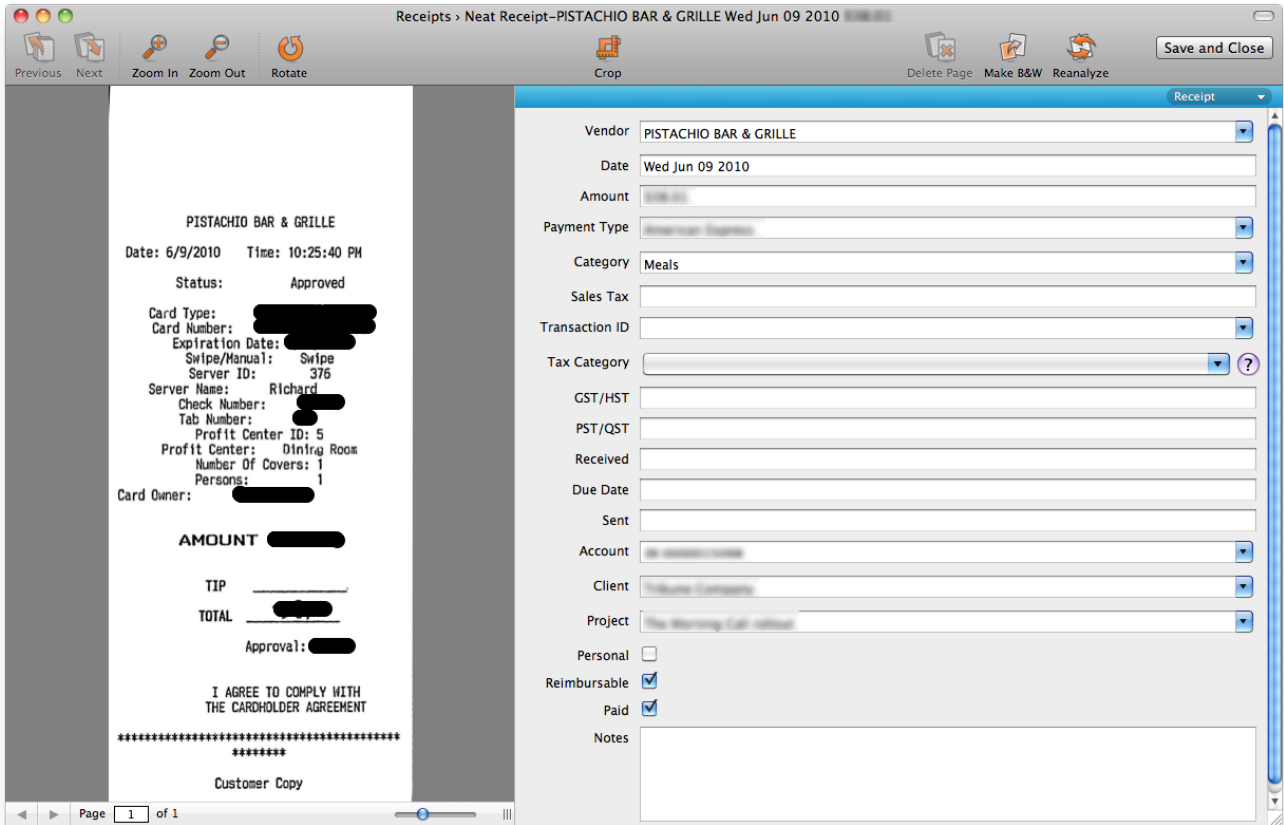 Receipts › Neat Receipt-PISTACHIO BAR & GRILLE Wed Jun 09 2010
Previous Next Zoom In Zoom Out Rotate Crop Delete Page Make B&W Reanalyze Save and Close
PISTACHIO BAR & GRILLE
Date: 6/9/2010 Time: 10:25:40 PM
Status: Approved
Card Type:
Card Number:
Expiration Date:
Swipe/Manual: Swipe
Server ID: 376
Server Name: Richard
Check Number:
Tab Number:
Profit Center ID: 5
Profit Center: Dining Room
Number Of Covers: 1
Persons: 1
Card Owner:
AMOUNT
TIP
TOTAL
Approval:
I AGREE TO COMPLY WITH
THE CARDHOLDER AGREEMENT
******************************************
********
Customer Copy
Page 1 of 1
Receipt
Vendor PISTACHIO BAR & GRILLE
Date Wed Jun 09 2010
Amount
Payment Type
Category Meals
Sales Tax
Transaction ID
Tax Category ?
GST/HST
PST/QST
Received
Due Date
Sent
Account
Client
Project
Personal
Reimbursable
Paid
Notes